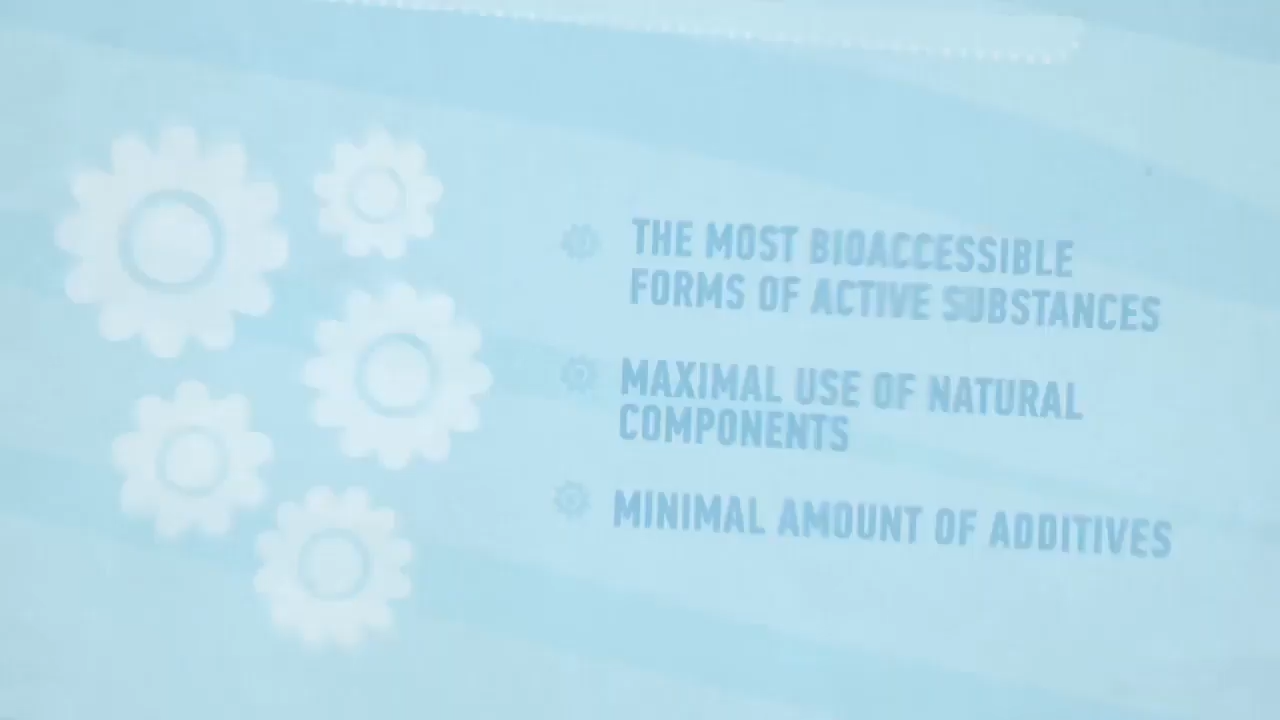 THE MOST BIOACCESSIBLE
FORMS OF ACTIVE SUBSTANCES
MAXIMAL USE OF NATURAL
COMPONENTS
MINIMAL AMOUNT OF ADDITIVES